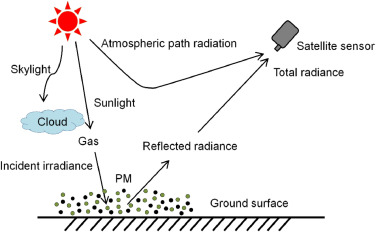 Atmospheric path radiation
Satellite sensor
Skylight
Total radiance
Sunlight
Cloud
Gas
Reflected radiance
Incident irradiance
PM
Ground surface